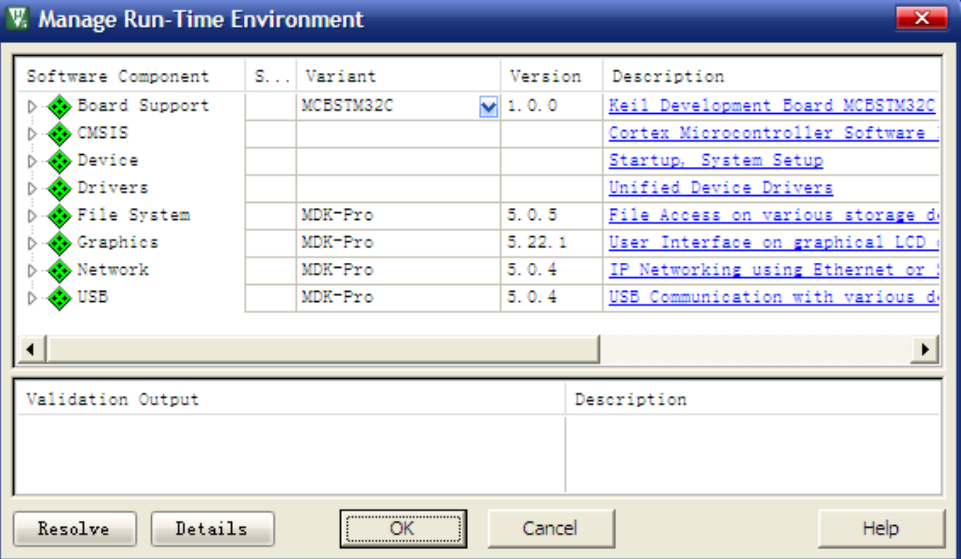 Manage Run-Time Environment
Software Component S... Variant Version Description
Board Support MCBSTM32C 1.0.0 Keil Development Board MCBSTM32C
CMSIS Cortex Microcontroller Software
Device Startup, System Setup
Drivers Unified Device Drivers
File System MDK-Pro 5.0.5 File Access on various storage d
Graphics MDK-Pro 5.22.1 User Interface on graphical LCD
Network MDK-Pro 5.0.4 IP Networking using Ethernet or
USB MDK-Pro 5.0.4 USB Communication with various d
Validation Output Description
Resolve Details OK Cancel Help